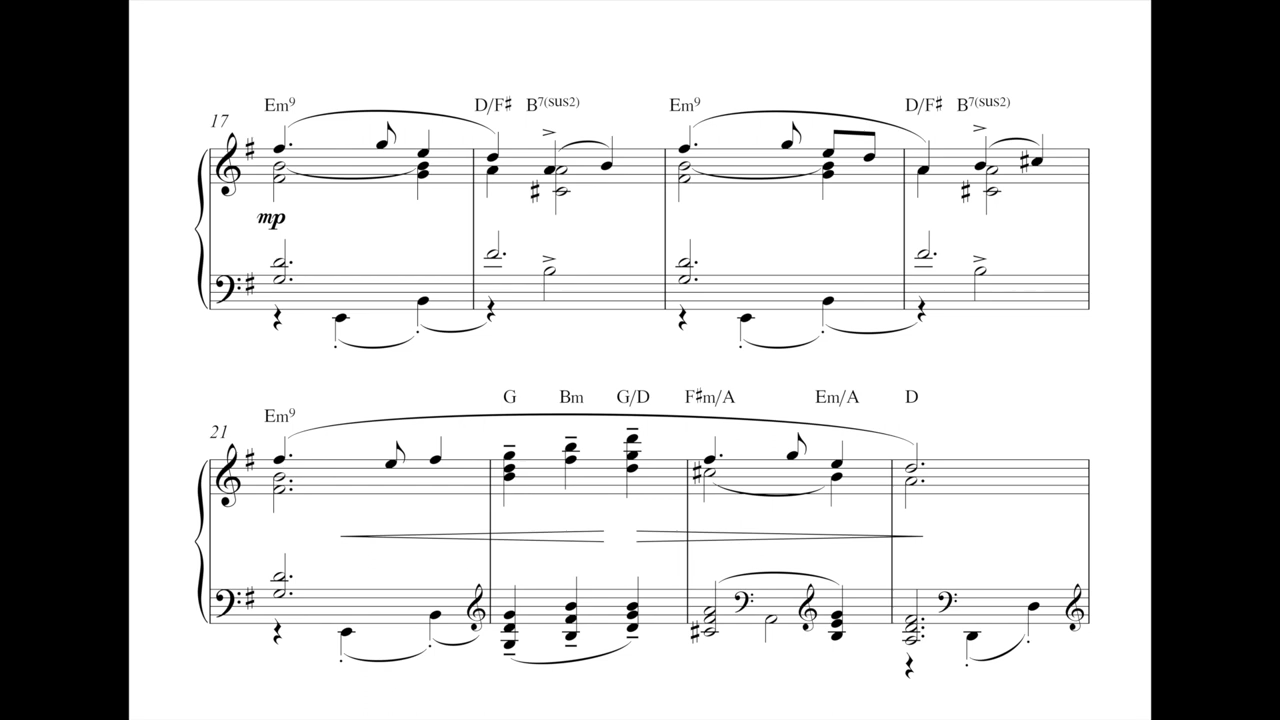 Em9 D/F♯ B7(sus2) Em9 D/F♯ B7(sus2)
17
mp
G Bm G/D F♯m/A Em/A D
Em9
21